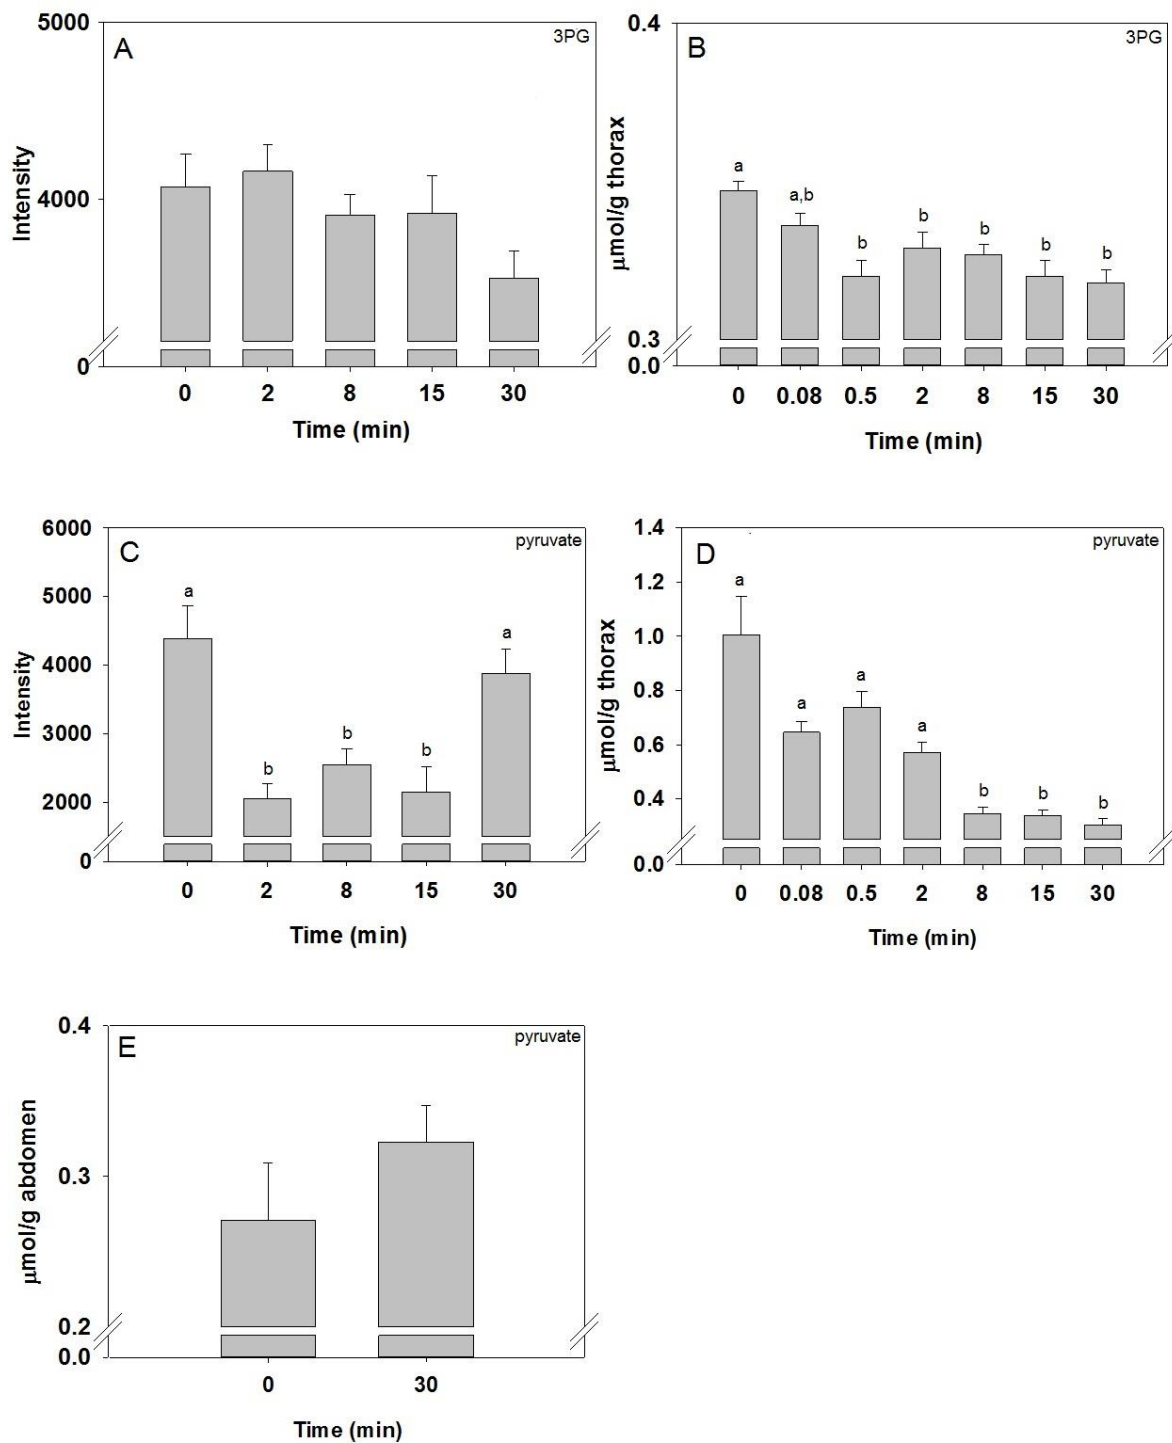 A
3PG
5000
4000
0
Intensity
0 2 8 15 30
Time (min)
B
3PG
0.4
0.3
0.0
μmol/g thorax
a a,b b b b b b
0 0.08 0.5 2 8 15 30
Time (min)
C
pyruvate
6000
5000
4000
3000
2000
0
Intensity
a b b b a
0 2 8 15 30
Time (min)
D
pyruvate
1.4
1.2
1.0
0.8
0.6
0.4
0.0
μmol/g thorax
a a a a b b b
0 0.08 0.5 2 8 15 30
Time (min)
E
pyruvate
0.4
0.3
0.2
0.0
μmol/g abdomen
0 30
Time (min)